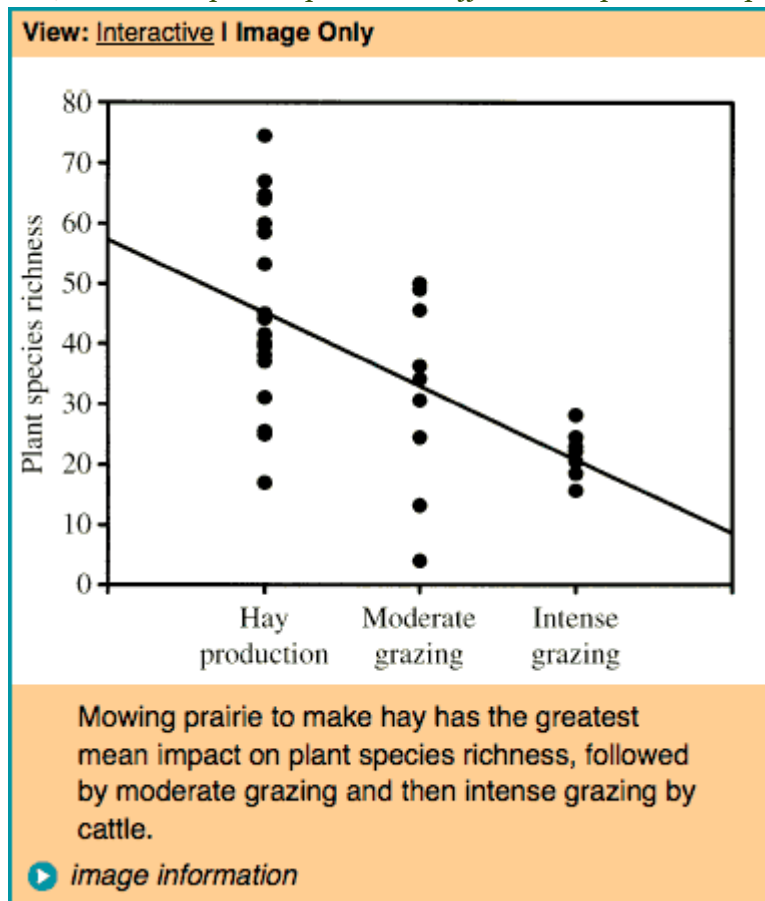 View: Interactive I Image Only
80
70
60
50
40
30
20
10
0
Plant species richness
Hay production
Moderate grazing
Intense grazing
Mowing prairie to make hay has the greatest
mean impact on plant species richness, followed
by moderate grazing and then intense grazing by
cattle.
image information